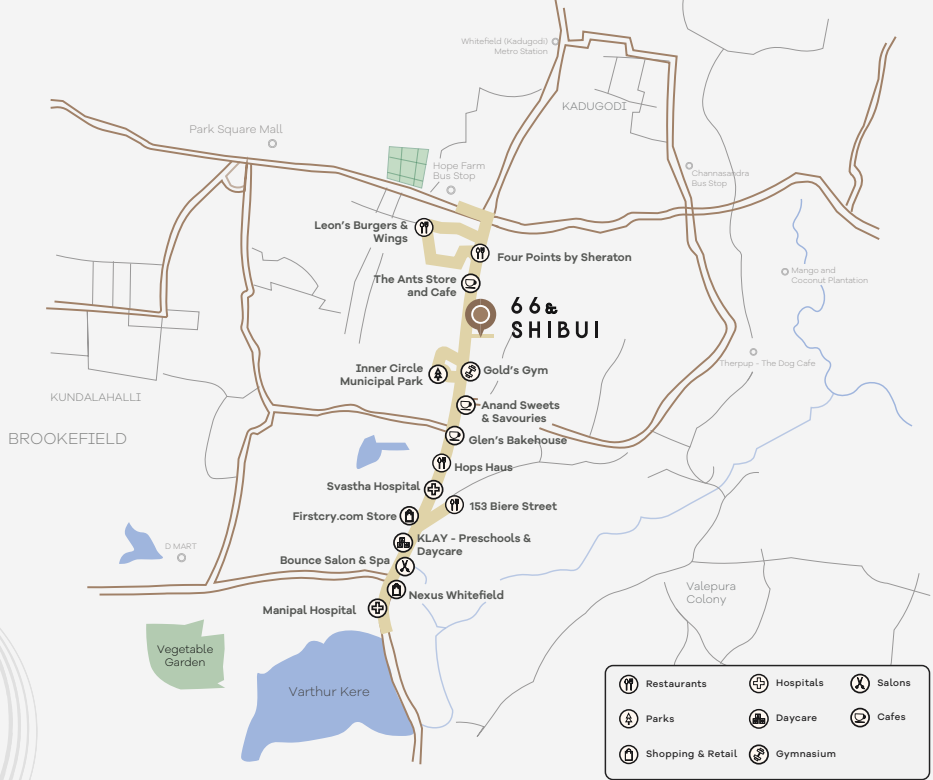 Whitefield (Kadugodi)
Metro Station
KADUGODI
Park Square Mall
Hope Farm
Bus Stop
Channasandra
Bus Stop
Leon's Burgers &
Wings
Four Points by Sheraton
The Ants Store
and Cafe
Mango and
Coconut Plantation
66&
SHIBUI
Inner Circle
Municipal Park
Gold's Gym
Therpup - The Dog Cafe
KUNDALAHALLI
Anand Sweets
& Savouries
BROOKEFIELD
Glen's Bakehouse
Hops Haus
Svastha Hospital
153 Biere Street
Firstcry.com Store
KLAY - Preschools &
Daycare
D MART
Bounce Salon & Spa
Nexus Whitefield
Valepura
Colony
Manipal Hospital
Vegetable
Garden
Varthur Kere
Restaurants
Hospitals
Salons
Parks
Daycare
Cafes
Shopping & Retail
Gymnasium